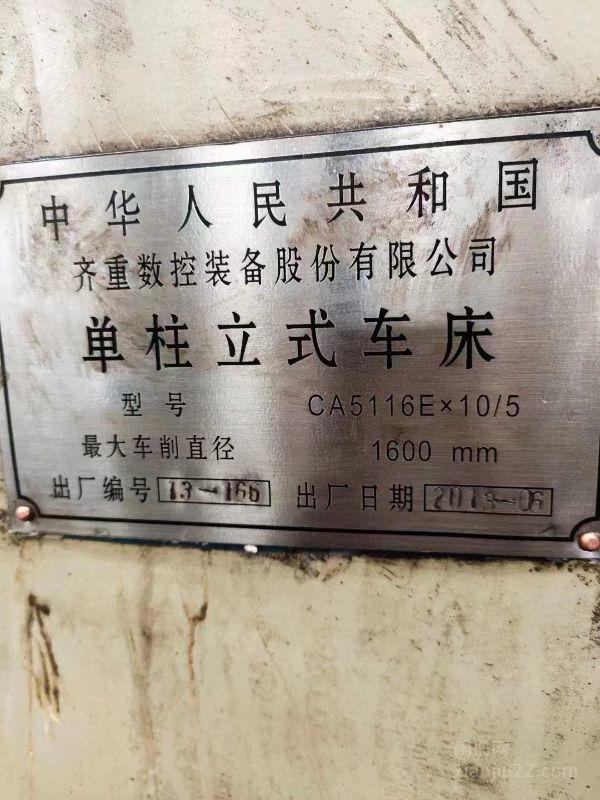 中华人民共和国
齐重数控装备股份有限公司
单柱立式车床
型号 CA5116E×10/5
最大车削直径 1600 mm
出厂编号 13-166 出厂日期 2013-06
xianjiu22.com